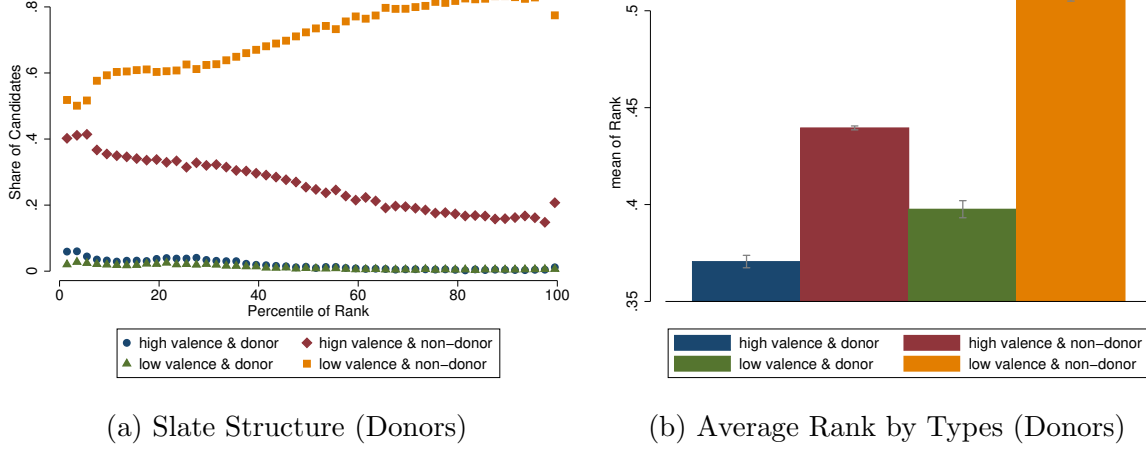 .8
.6
.4
.2
0
Share of Candidates
0 20 40 60 80 100
Percentile of Rank
high valence & donor hign valence & non-donor
low valence & donor low valence & non-donor
(a) Slate Structure (Donors)
.5
.45
.4
.35
mean of Rank
high valence & donor high valence & non-donor
low valence & donor low valence & non-donor
(b) Average Rank by Types (Donors)